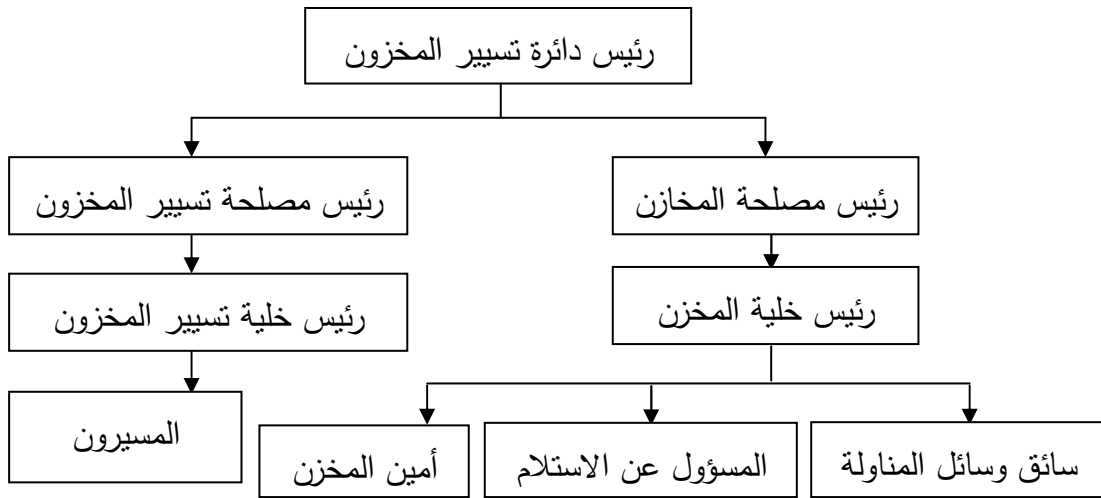 رئيس دائرة تسيير المخزون
رئيس مصلحة المخازن
رئيس مصلحة تسيير المخزون
رئيس خلية المخزن
رئيس خلية تسيير المخزون
المسيرون
سائق وسائل المناولة
المسؤول عن الاستلام
أمين المخزن